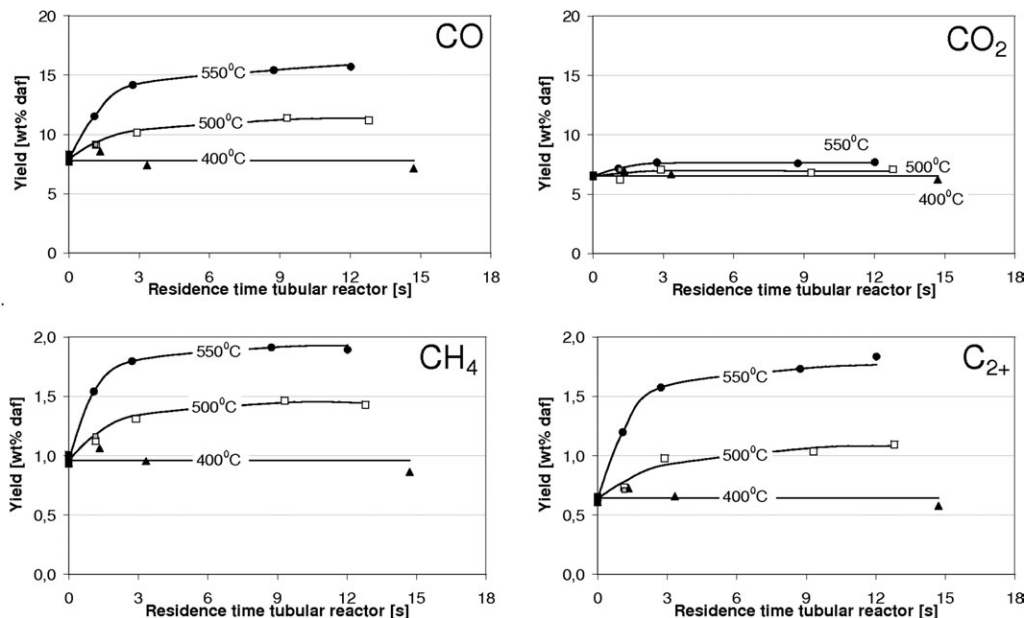 20
CO
15
550⁰C
10
500⁰C
400⁰C
5
0
Yield [wt% daf]
0 3 6 9 12 15 18
Residence time tubular reactor [s]
20
CO₂
15
10
550⁰C
500⁰C
5
400⁰C
0
Yield [wt% daf]
0 3 6 9 12 15 18
Residence time tubular reactor [s]
2,0
CH₄
550⁰C
1,5
500⁰C
1,0
400⁰C
0,5
0,0
Yield [wt% daf]
0 3 6 9 12 15 18
Residence time tubular reactor [s]
2,0
C₂₊
550⁰C
1,5
500⁰C
1,0
400⁰C
0,5
0,0
Yield [wt% daf]
0 3 6 9 12 15 18
Residence time tubular reactor [s]